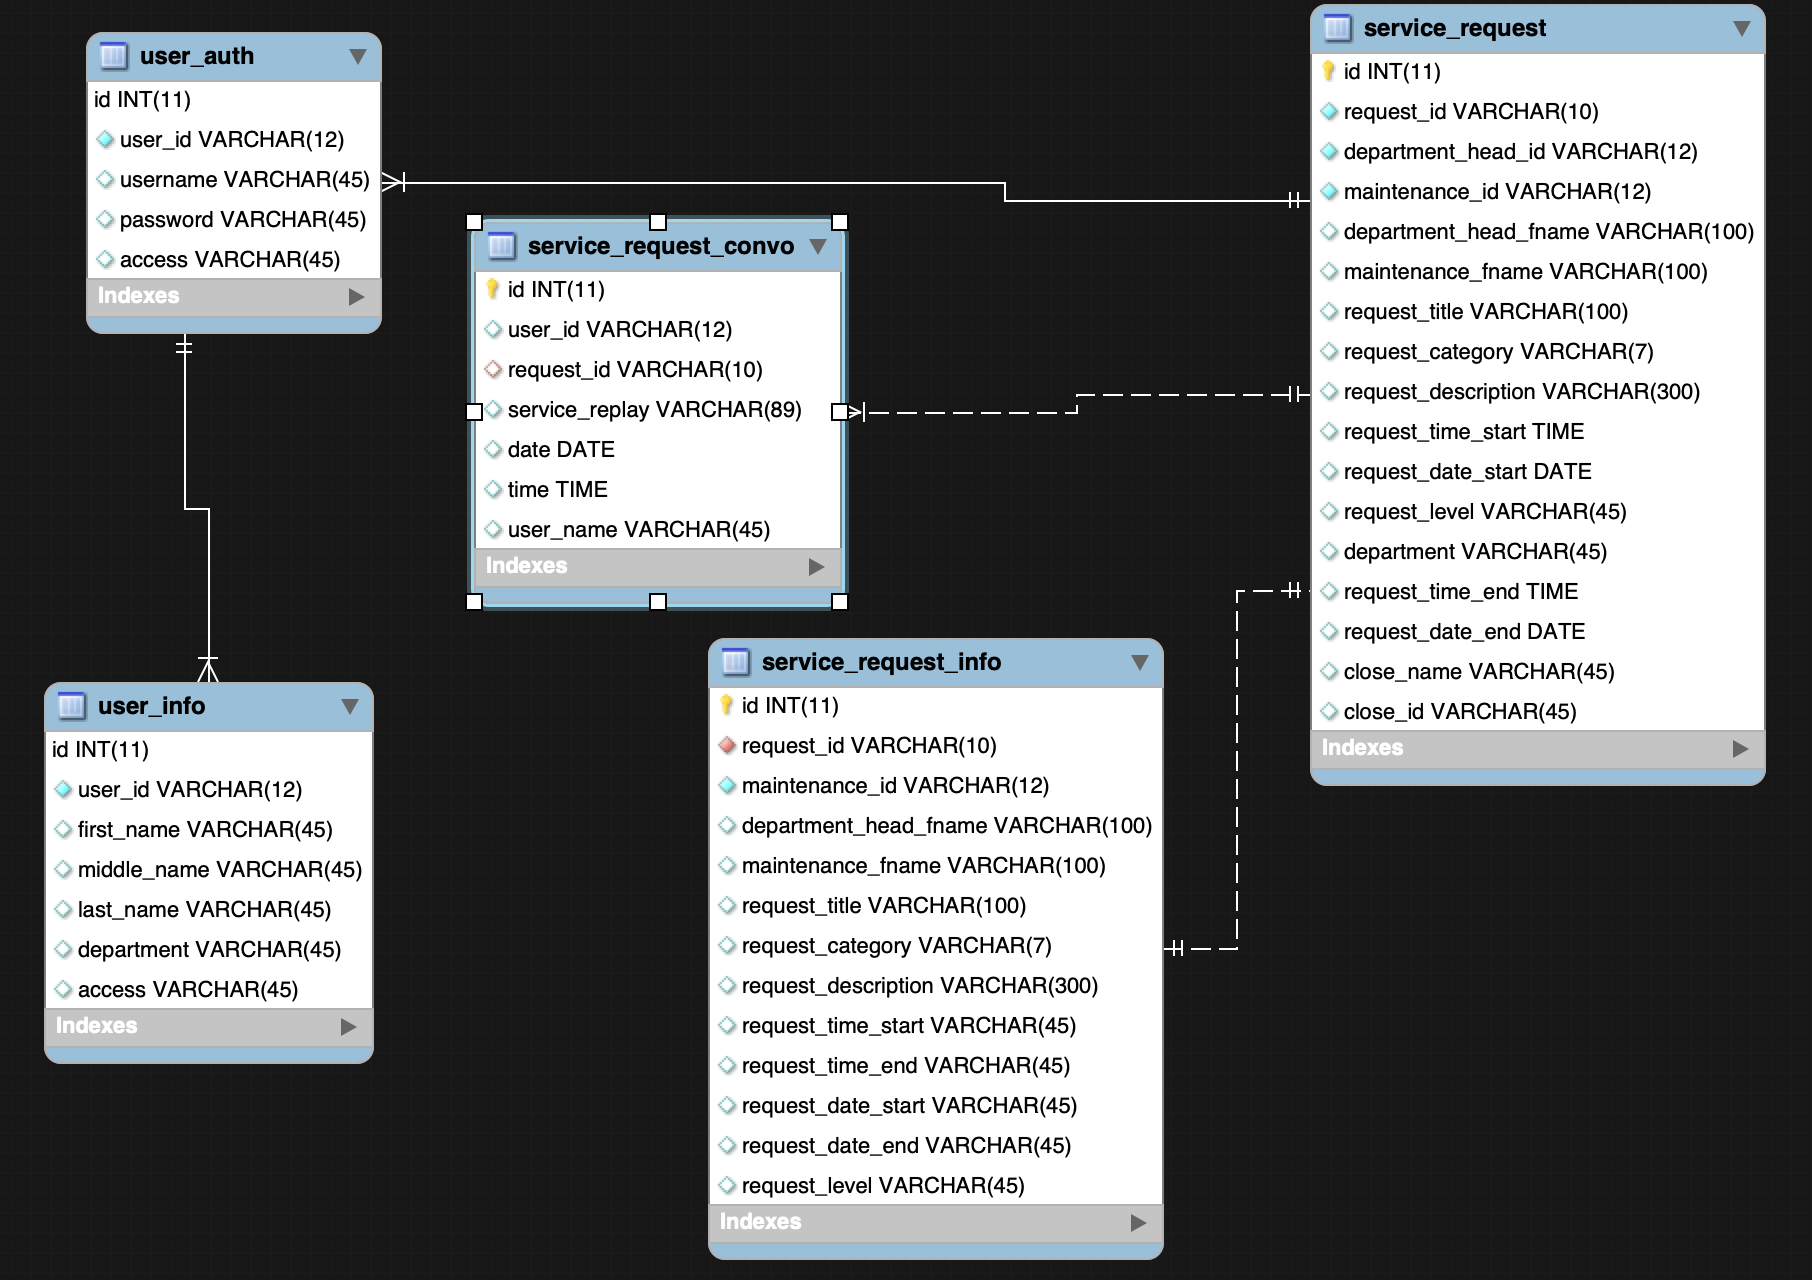 user_auth
id INT(11)
user_id VARCHAR(12)
username VARCHAR(45)
password VARCHAR(45)
access VARCHAR(45)
Indexes
service_request_convo
id INT(11)
user_id VARCHAR(12)
request_id VARCHAR(10)
service_replay VARCHAR(89)
date DATE
time TIME
user_name VARCHAR(45)
Indexes
service_request
id INT(11)
request_id VARCHAR(10)
department_head_id VARCHAR(12)
maintenance_id VARCHAR(12)
department_head_fname VARCHAR(100)
maintenance_fname VARCHAR(100)
request_title VARCHAR(100)
request_category VARCHAR(7)
request_description VARCHAR(300)
request_time_start TIME
request_date_start DATE
request_level VARCHAR(45)
department VARCHAR(45)
request_time_end TIME
request_date_end DATE
close_name VARCHAR(45)
close_id VARCHAR(45)
Indexes
user_info
id INT(11)
user_id VARCHAR(12)
first_name VARCHAR(45)
middle_name VARCHAR(45)
last_name VARCHAR(45)
department VARCHAR(45)
access VARCHAR(45)
Indexes
service_request_info
id INT(11)
request_id VARCHAR(10)
maintenance_id VARCHAR(12)
department_head_fname VARCHAR(100)
maintenance_fname VARCHAR(100)
request_title VARCHAR(100)
request_category VARCHAR(7)
request_description VARCHAR(300)
request_time_start VARCHAR(45)
request_time_end VARCHAR(45)
request_date_start VARCHAR(45)
request_date_end VARCHAR(45)
request_level VARCHAR(45)
Indexes